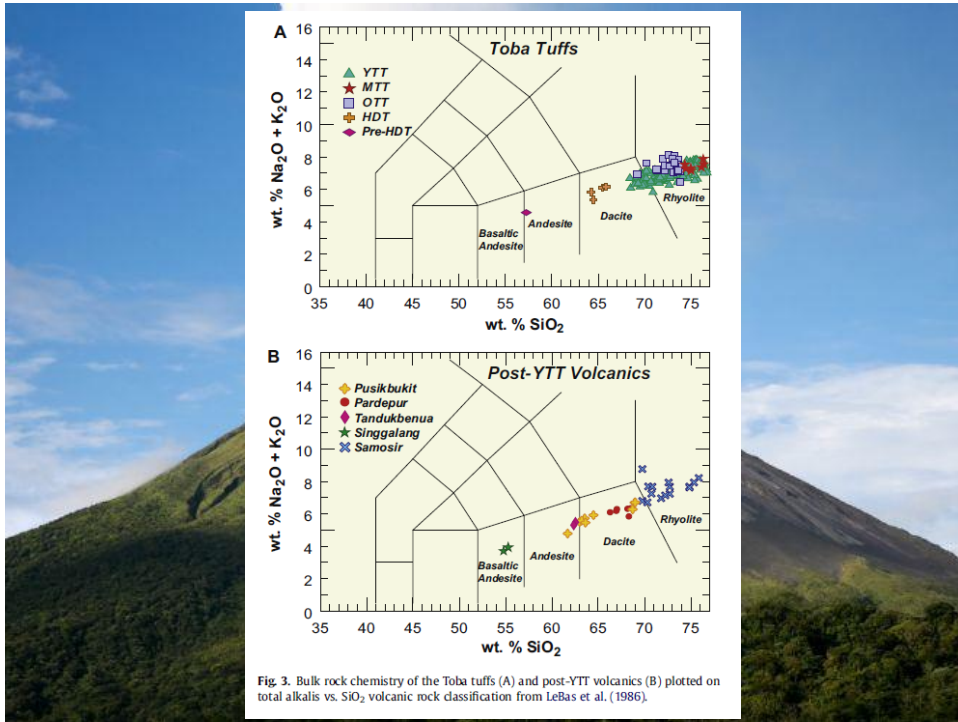 A
Toba Tuffs
16
14
12
10
8
6
4
2
0
wt. % Na₂O + K₂O
YTT
MTT
OTT
HDT
Pre-HDT
Basaltic
Andesite
Andesite
Dacite
Rhyolite
35 40 45 50 55 60 65 70 75
wt. % SiO₂
B
Post-YTT Volcanics
16
14
12
10
8
6
4
2
0
wt. % Na₂O + K₂O
Pusikbukit
Pardepur
Tandukbenua
Singgalang
Samosir
Basaltic
Andesite
Andesite
Dacite
Rhyolite
35 40 45 50 55 60 65 70 75
wt. % SiO₂
Fig. 3. Bulk rock chemistry of the Toba tuffs (A) and post-YTT volcanics (B) plotted on
total alkalis vs. SiO₂ volcanic rock classification from LeBas et al. (1986).